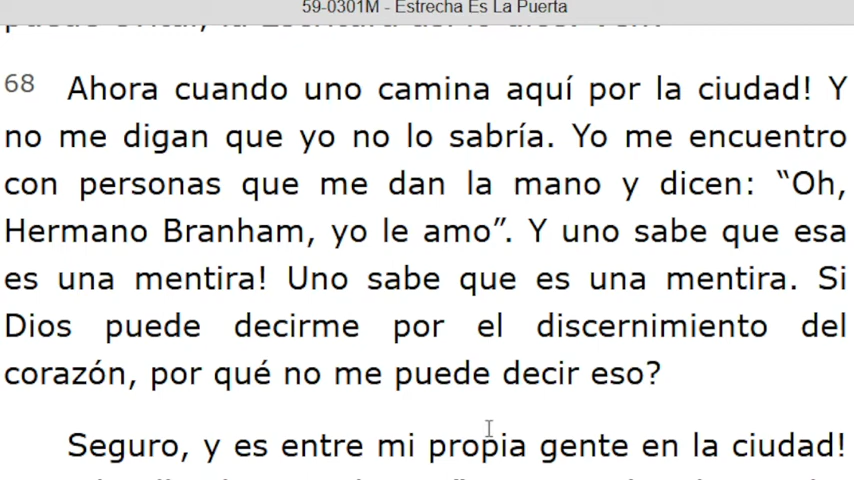 59-0301M - Estrecha Es La Puerta
68 Ahora cuando uno camina aquí por la ciudad! Y
no me digan que yo no lo sabría. Yo me encuentro
con personas que me dan la mano y dicen: “Oh,
Hermano Branham, yo le amo”. Y uno sabe que esa
es una mentira! Uno sabe que es una mentira. Si
Dios puede decirme por el discernimiento del
corazón, por qué no me puede decir eso?
Seguro, y es entre mi propia gente en la ciudad!